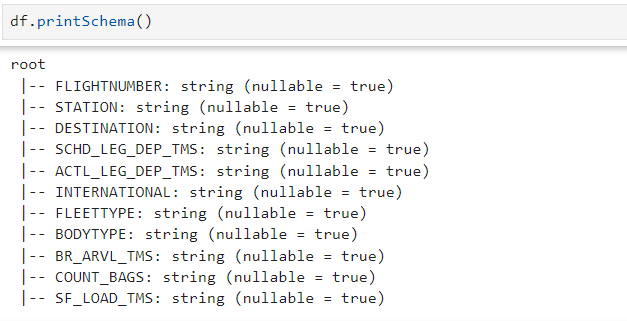 df.printSchema()
root
 |-- FLIGHTNUMBER: string (nullable = true)
 |-- STATION: string (nullable = true)
 |-- DESTINATION: string (nullable = true)
 |-- SCHD_LEG_DEP_TMS: string (nullable = true)
 |-- ACTL_LEG_DEP_TMS: string (nullable = true)
 |-- INTERNATIONAL: string (nullable = true)
 |-- FLEETTYPE: string (nullable = true)
 |-- BODYTYPE: string (nullable = true)
 |-- BR_ARVL_TMS: string (nullable = true)
 |-- COUNT_BAGS: string (nullable = true)
 |-- SF_LOAD_TMS: string (nullable = true)